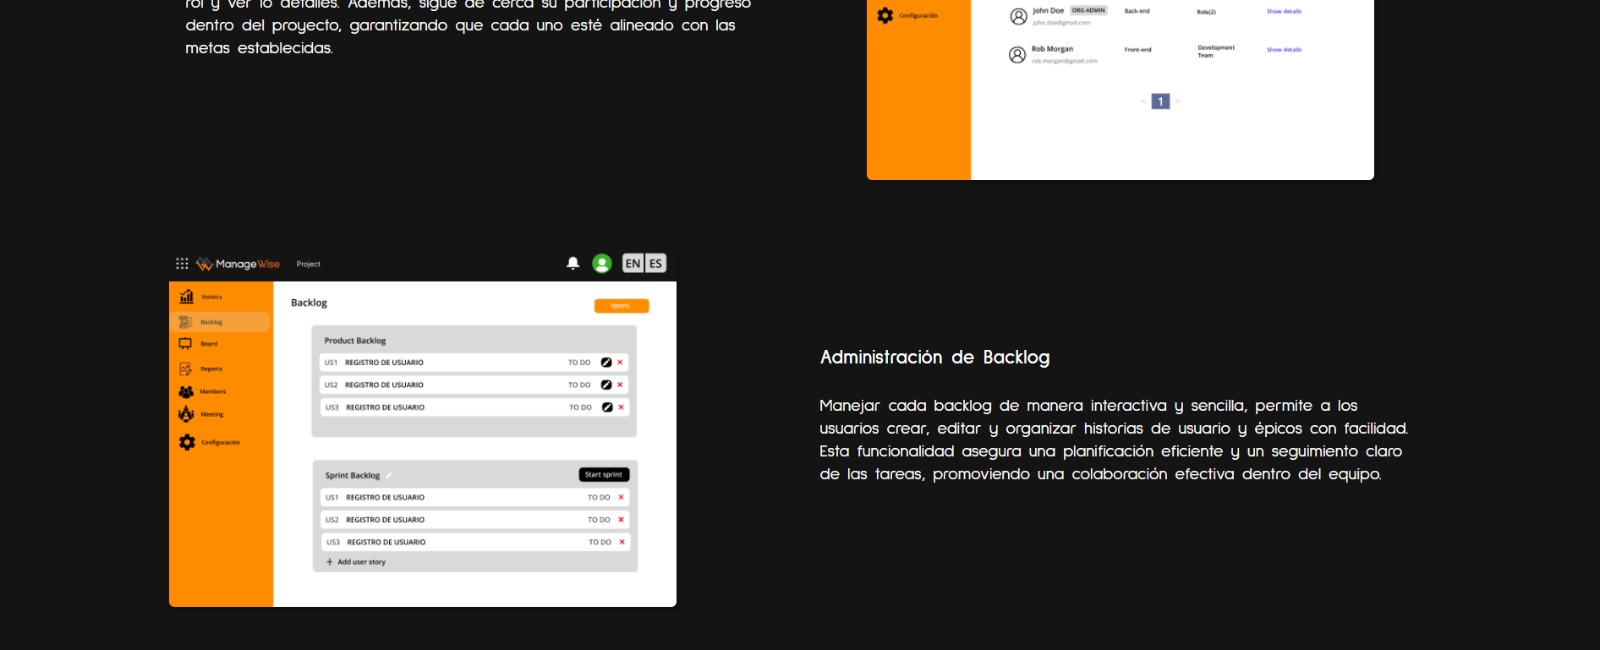 rol y ver lo detalles. Además, sigue de cerca su participación y progreso
dentro del proyecto, garantizando que cada uno esté alineado con las
metas establecidas.
Configuración
John Doe ORG ADMIN Back-end Role(2) Show details
john.doe@gmail.com
Rob Morgan Front-end Development Team Show details
rob.morgan@gmail.com
< 1 >
ManageWise Project EN ES
Statistics
Backlog
Board
Reports
Members
Meeting
Configuración
Backlog Items
Product Backlog
US1 REGISTRO DE USUARIO TO DO
US2 REGISTRO DE USUARIO TO DO
US3 REGISTRO DE USUARIO TO DO
Sprint Backlog Start sprint
US1 REGISTRO DE USUARIO TO DO
US2 REGISTRO DE USUARIO TO DO
US3 REGISTRO DE USUARIO TO DO
+ Add user story
Administración de Backlog
Manejar cada backlog de manera interactiva y sencilla, permite a los
usuarios crear, editar y organizar historias de usuario y épicos con facilidad.
Esta funcionalidad asegura una planificación eficiente y un seguimiento claro
de las tareas, promoviendo una colaboración efectiva dentro del equipo.